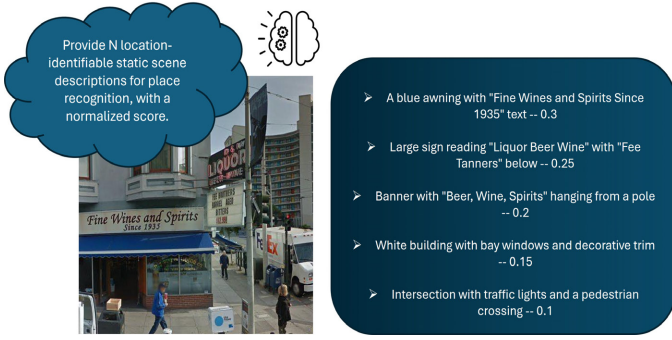 Provide N location-
identifiable static scene
descriptions for place
recognition, with a
normalized score.
LIQUOR
BEER-WINE
Fine Wines and Spirits
Since 1935
FedEx
➤ A blue awning with "Fine Wines and Spirits Since
1935" text -- 0.3
➤ Large sign reading "Liquor Beer Wine" with "Fee
Tanners" below -- 0.25
➤ Banner with "Beer, Wine, Spirits" hanging from a pole
-- 0.2
➤ White building with bay windows and decorative trim
-- 0.15
➤ Intersection with traffic lights and a pedestrian
crossing -- 0.1